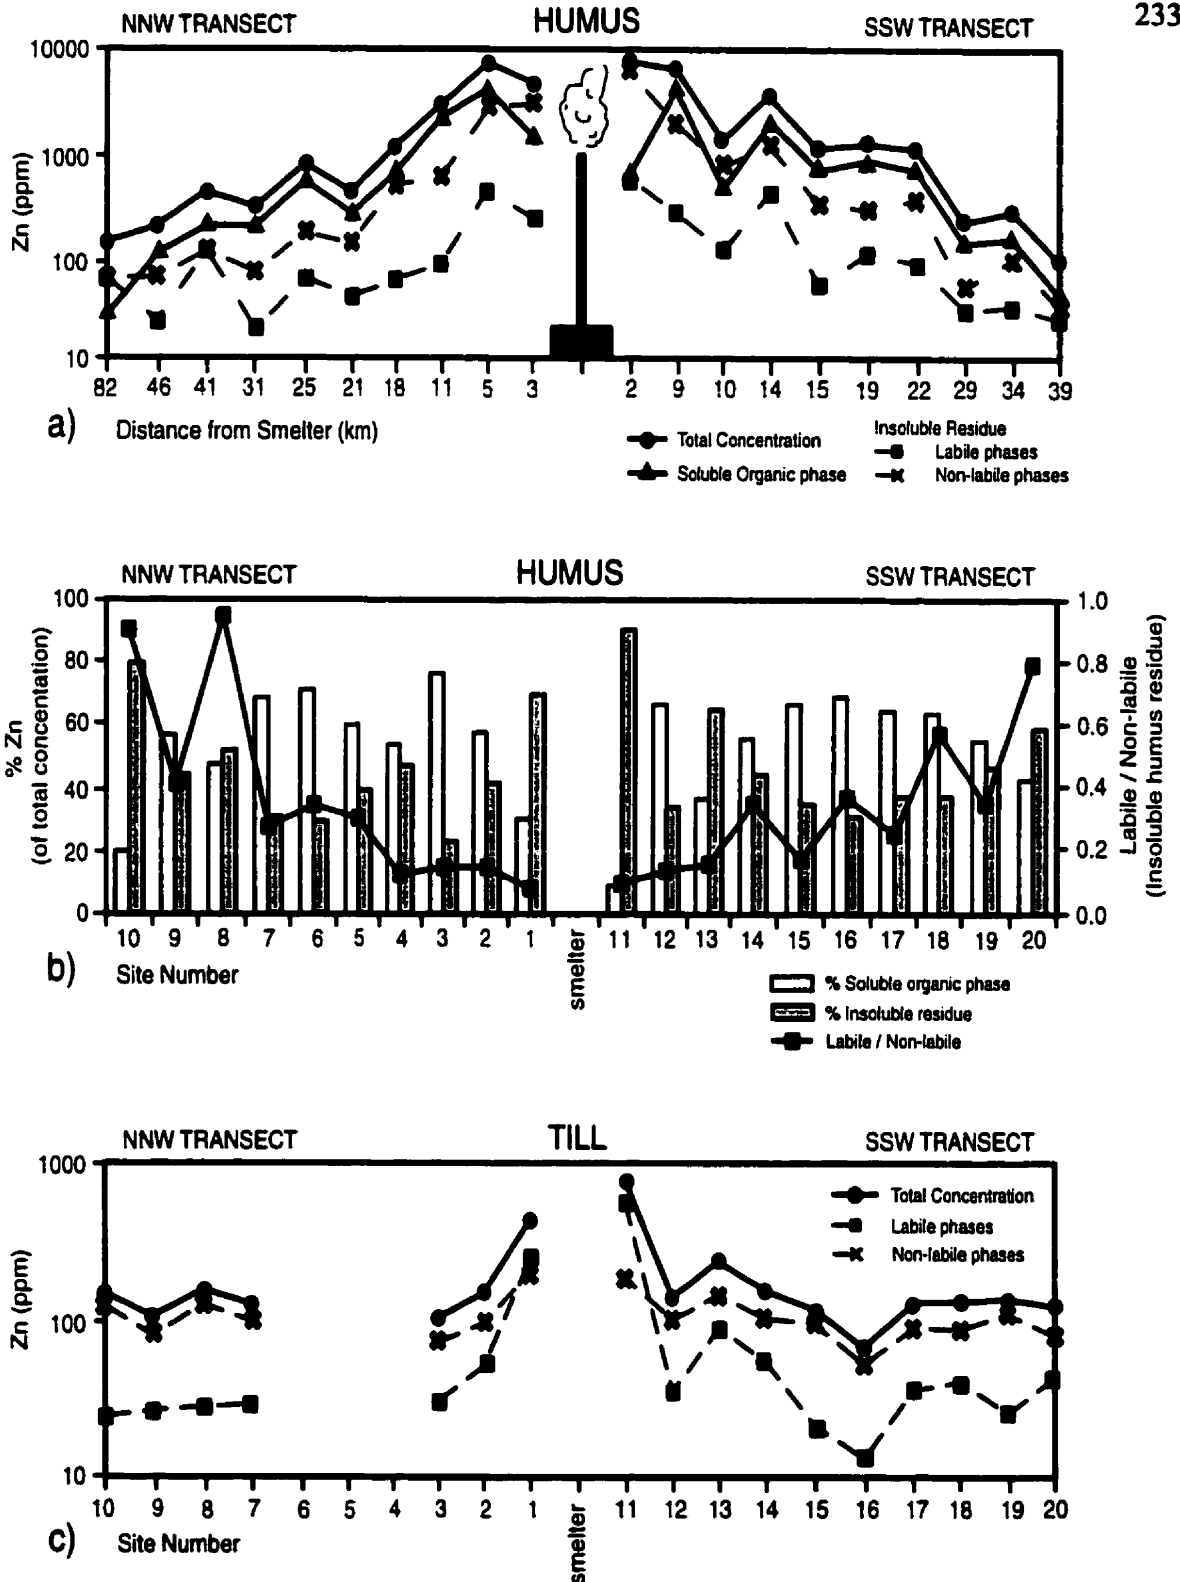 233
NNW TRANSECT HUMUS SSW TRANSECT
10000
1000
100
10
Zn (ppm)
82 46 41 31 25 21 18 11 5 3 2 9 10 14 15 19 22 29 34 39
a) Distance from Smelter (km)
Total Concentration
Soluble Organic phase
Insoluble Residue
Labile phases
Non-labile phases
NNW TRANSECT HUMUS SSW TRANSECT
100
80
60
40
20
0
% Zn
(of total concentration)
1.0
0.8
0.6
0.4
0.2
0.0
Labile / Non-labile
(Insoluble humus residue)
10 9 8 7 6 5 4 3 2 1 smelter 11 12 13 14 15 16 17 18 19 20
b) Site Number
% Soluble organic phase
% Insoluble residue
Labile / Non-labile
NNW TRANSECT TILL SSW TRANSECT
1000
100
10
Zn (ppm)
Total Concentration
Labile phases
Non-labile phases
10 9 8 7 6 5 4 3 2 1 smelter 11 12 13 14 15 16 17 18 19 20
c) Site Number